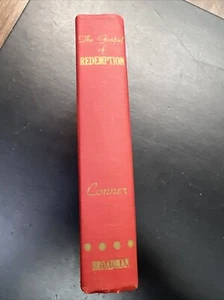 The Gospel
of
REDEMPTION
Conner
BROADMAN